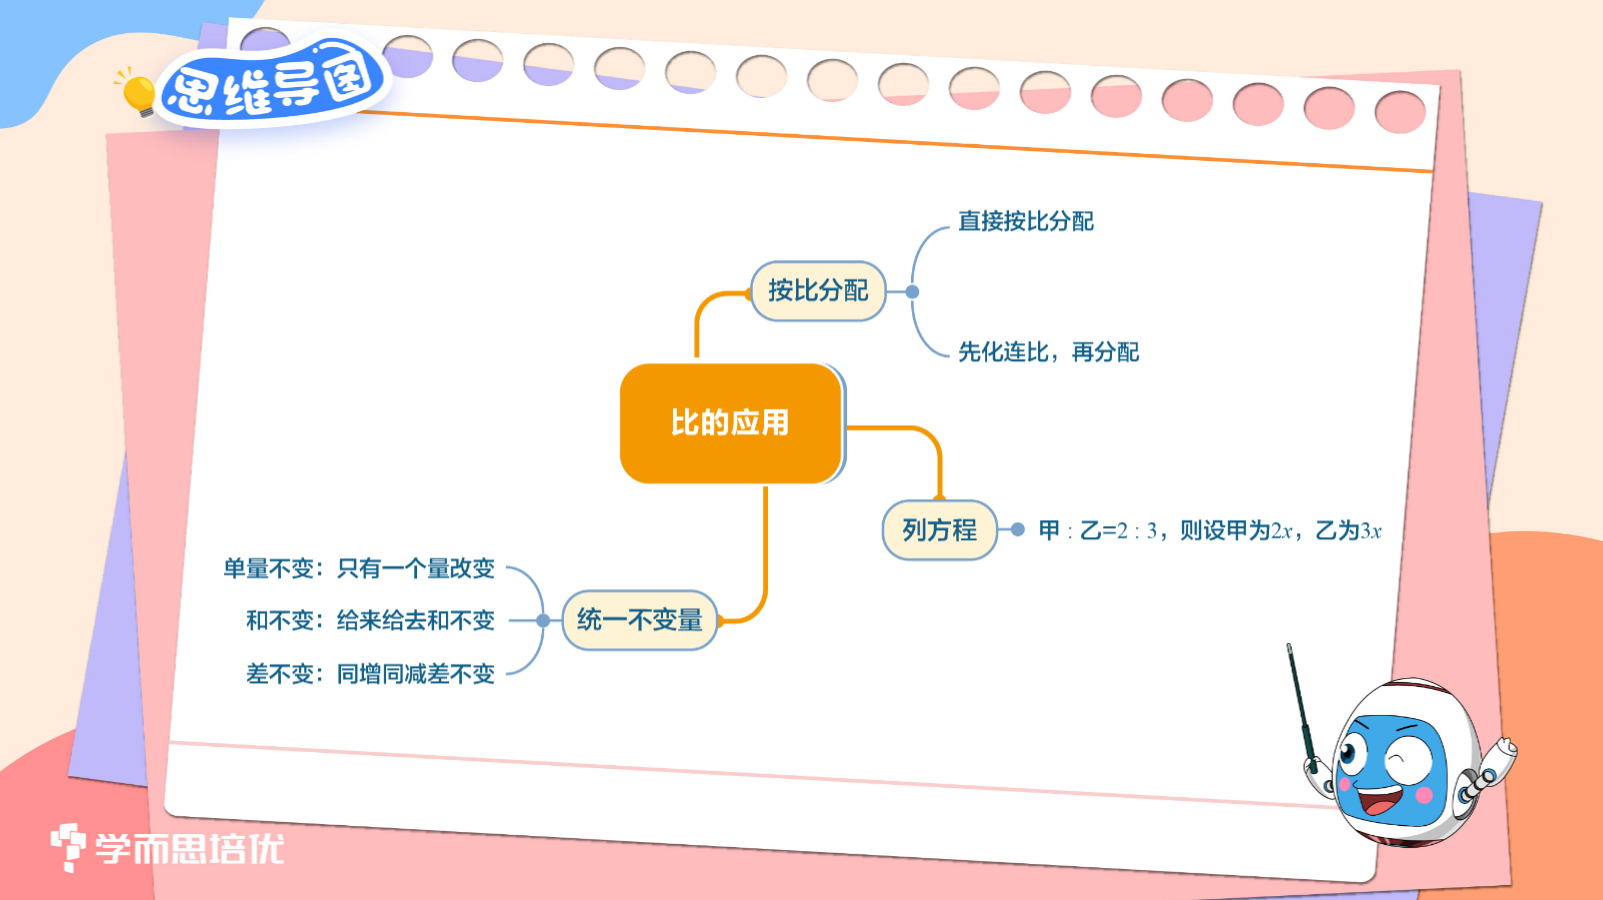 思维导图
直接按比分配
按比分配
先化连比，再分配
比的应用
列方程
甲 : 乙=2 : 3，则设甲为2x，乙为3x
单量不变：只有一个量改变
和不变：给来给去和不变
统一不变量
差不变：同增同减差不变
学而思培优